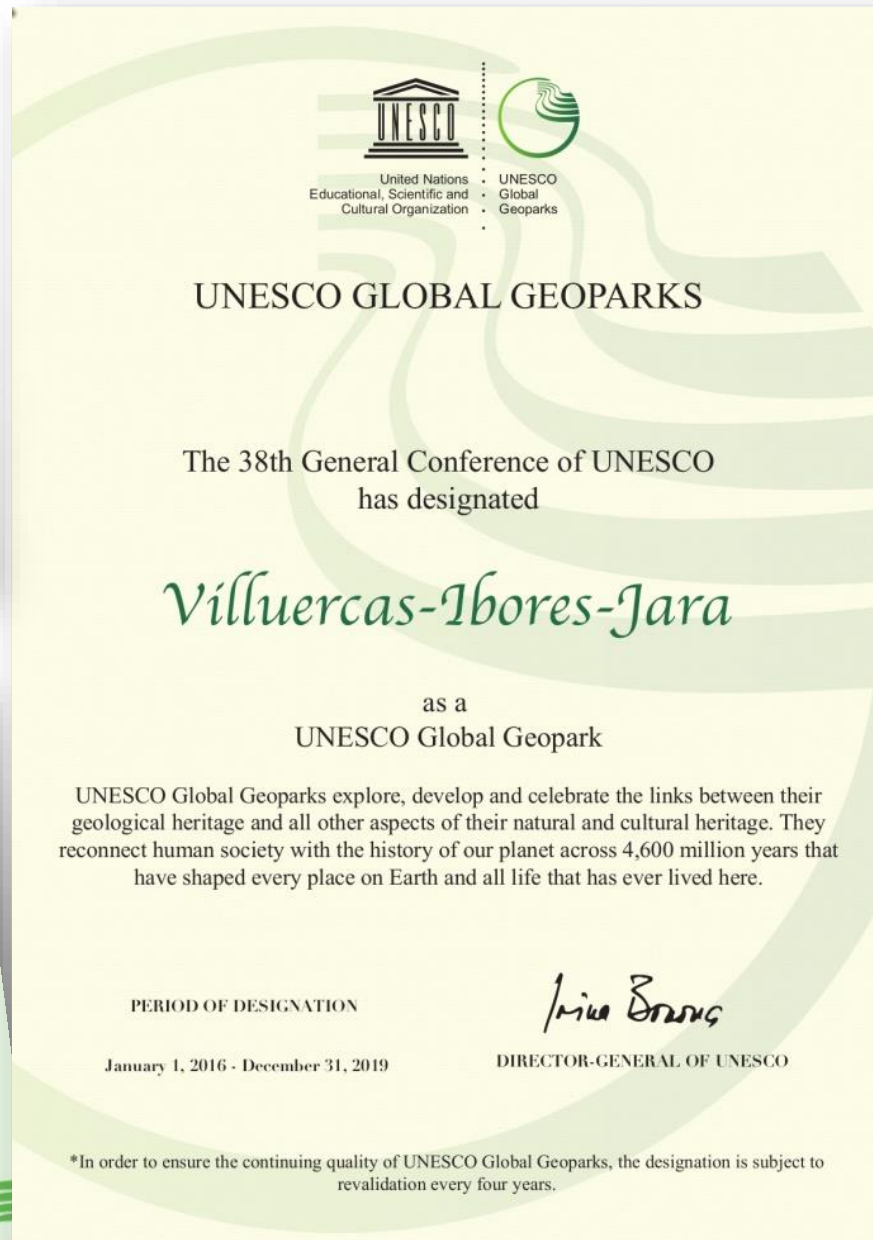 UNESCO
United Nations
Educational, Scientific and
Cultural Organization
UNESCO
Global
Geoparks
UNESCO GLOBAL GEOPARKS
The 38th General Conference of UNESCO
has designated
Villuercas-Ibores-Jara
as a
UNESCO Global Geopark
UNESCO Global Geoparks explore, develop and celebrate the links between their
geological heritage and all other aspects of their natural and cultural heritage. They
reconnect human society with the history of our planet across 4,600 million years that
have shaped every place on Earth and all life that has ever lived here.
PERIOD OF DESIGNATION
January 1, 2016 - December 31, 2019
DIRECTOR-GENERAL OF UNESCO
*In order to ensure the continuing quality of UNESCO Global Geoparks, the designation is subject to
revalidation every four years.